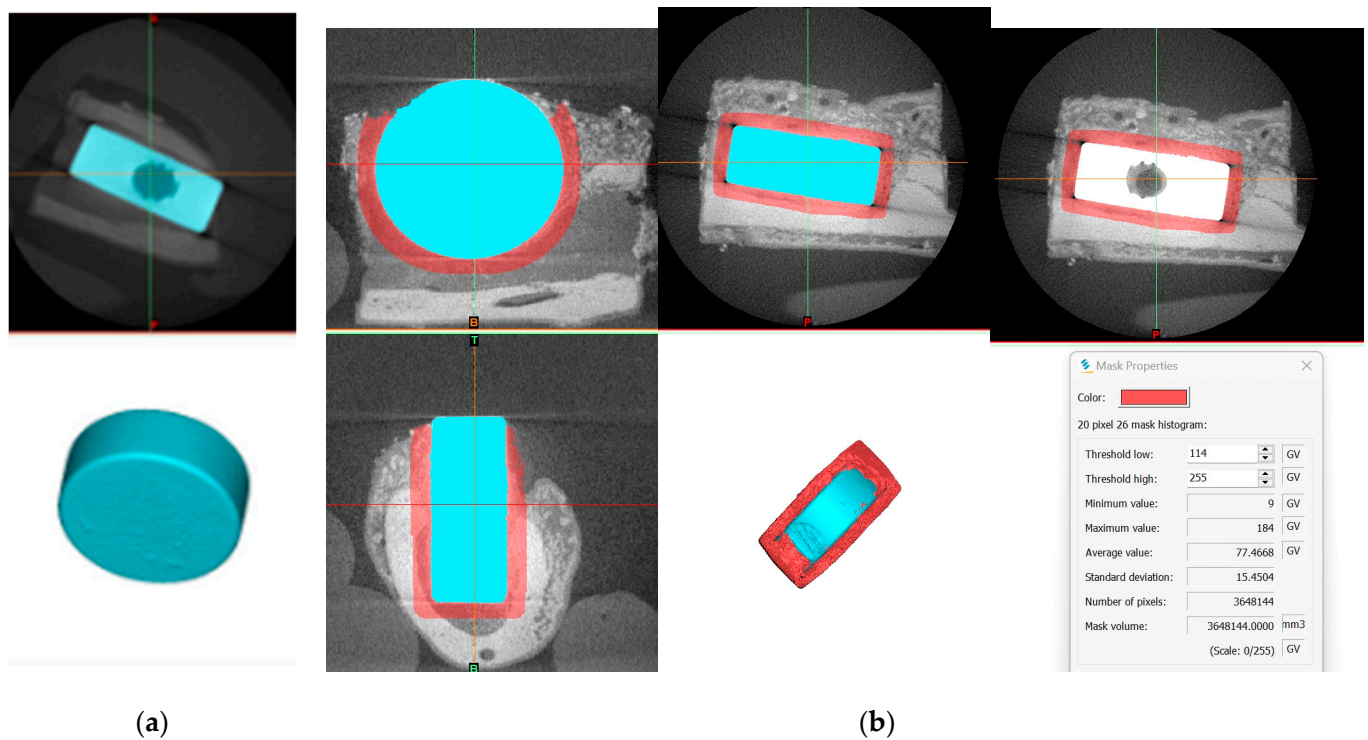 B
P
P
T
B
Mask Properties
Color:
20 pixel 26 mask histogram:
Threshold low: 114 GV
Threshold high: 255 GV
Minimum value: 9 GV
Maximum value: 184 GV
Average value: 77.4668 GV
Standard deviation: 15.4504
Number of pixels: 3648144
Mask volume: 3648144.0000 mm3
(Scale: 0/255) GV
(a)
(b)